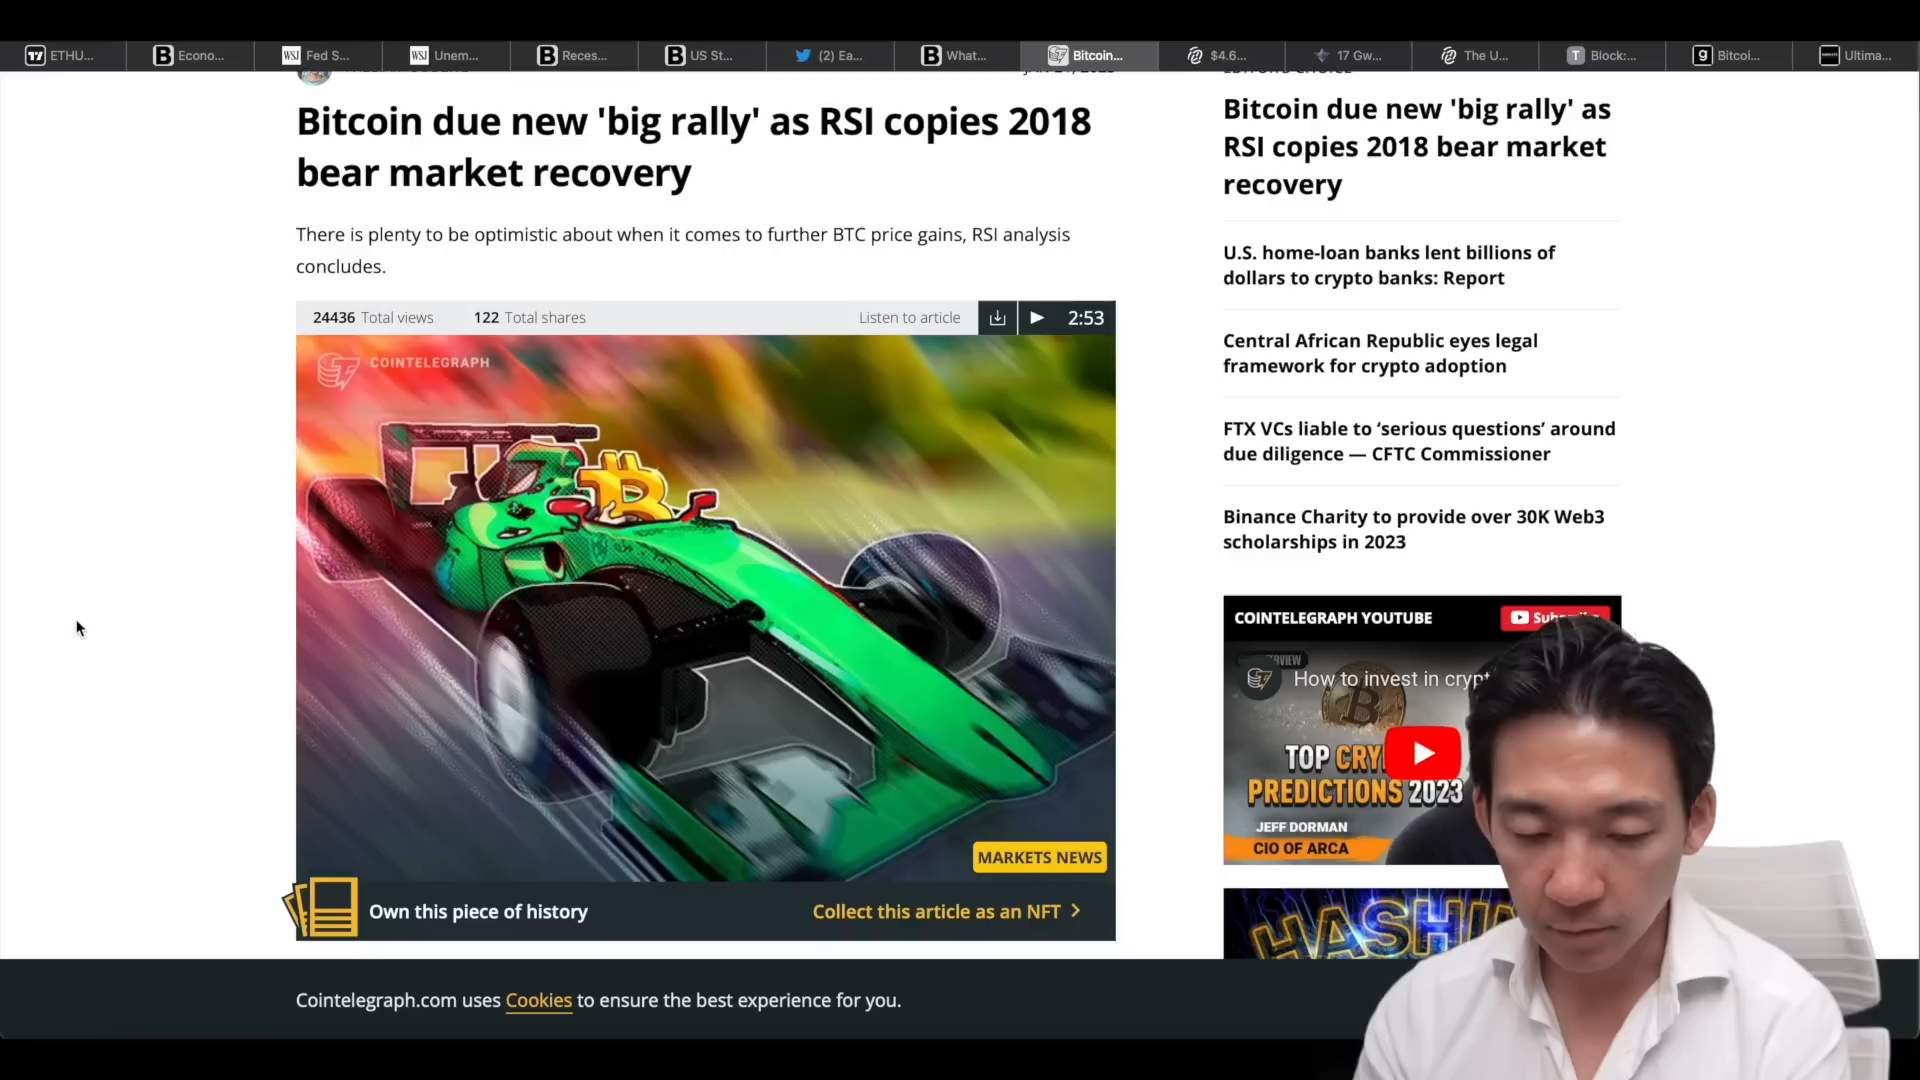 ETHU...
Econo...
WSJ
Fed S...
WSJ
Unem...
Reces...
US St...
(2) Ea...
What...
Bitcoin...
$4.6...
17 Gw...
The U...
Block:...
Bitcoi...
Ultima...
Bitcoin due new 'big rally' as RSI copies 2018
bear market recovery
There is plenty to be optimistic about when it comes to further BTC price gains, RSI analysis
concludes.
24436 Total views
122 Total shares
Listen to article
2:53
COINTELEGRAPH
MARKETS NEWS
Own this piece of history
Collect this article as an NFT >
Bitcoin due new 'big rally' as
RSI copies 2018 bear market
recovery
U.S. home-loan banks lent billions of
dollars to crypto banks: Report
Central African Republic eyes legal
framework for crypto adoption
FTX VCs liable to ‘serious questions’ around
due diligence — CFTC Commissioner
Binance Charity to provide over 30K Web3
scholarships in 2023
COINTELEGRAPH YOUTUBE
How to invest in crypt
TOP CRY
PREDICTIONS 2023
JEFF DORMAN
CIO OF ARCA
HASHI
Cointelegraph.com uses Cookies to ensure the best experience for you.